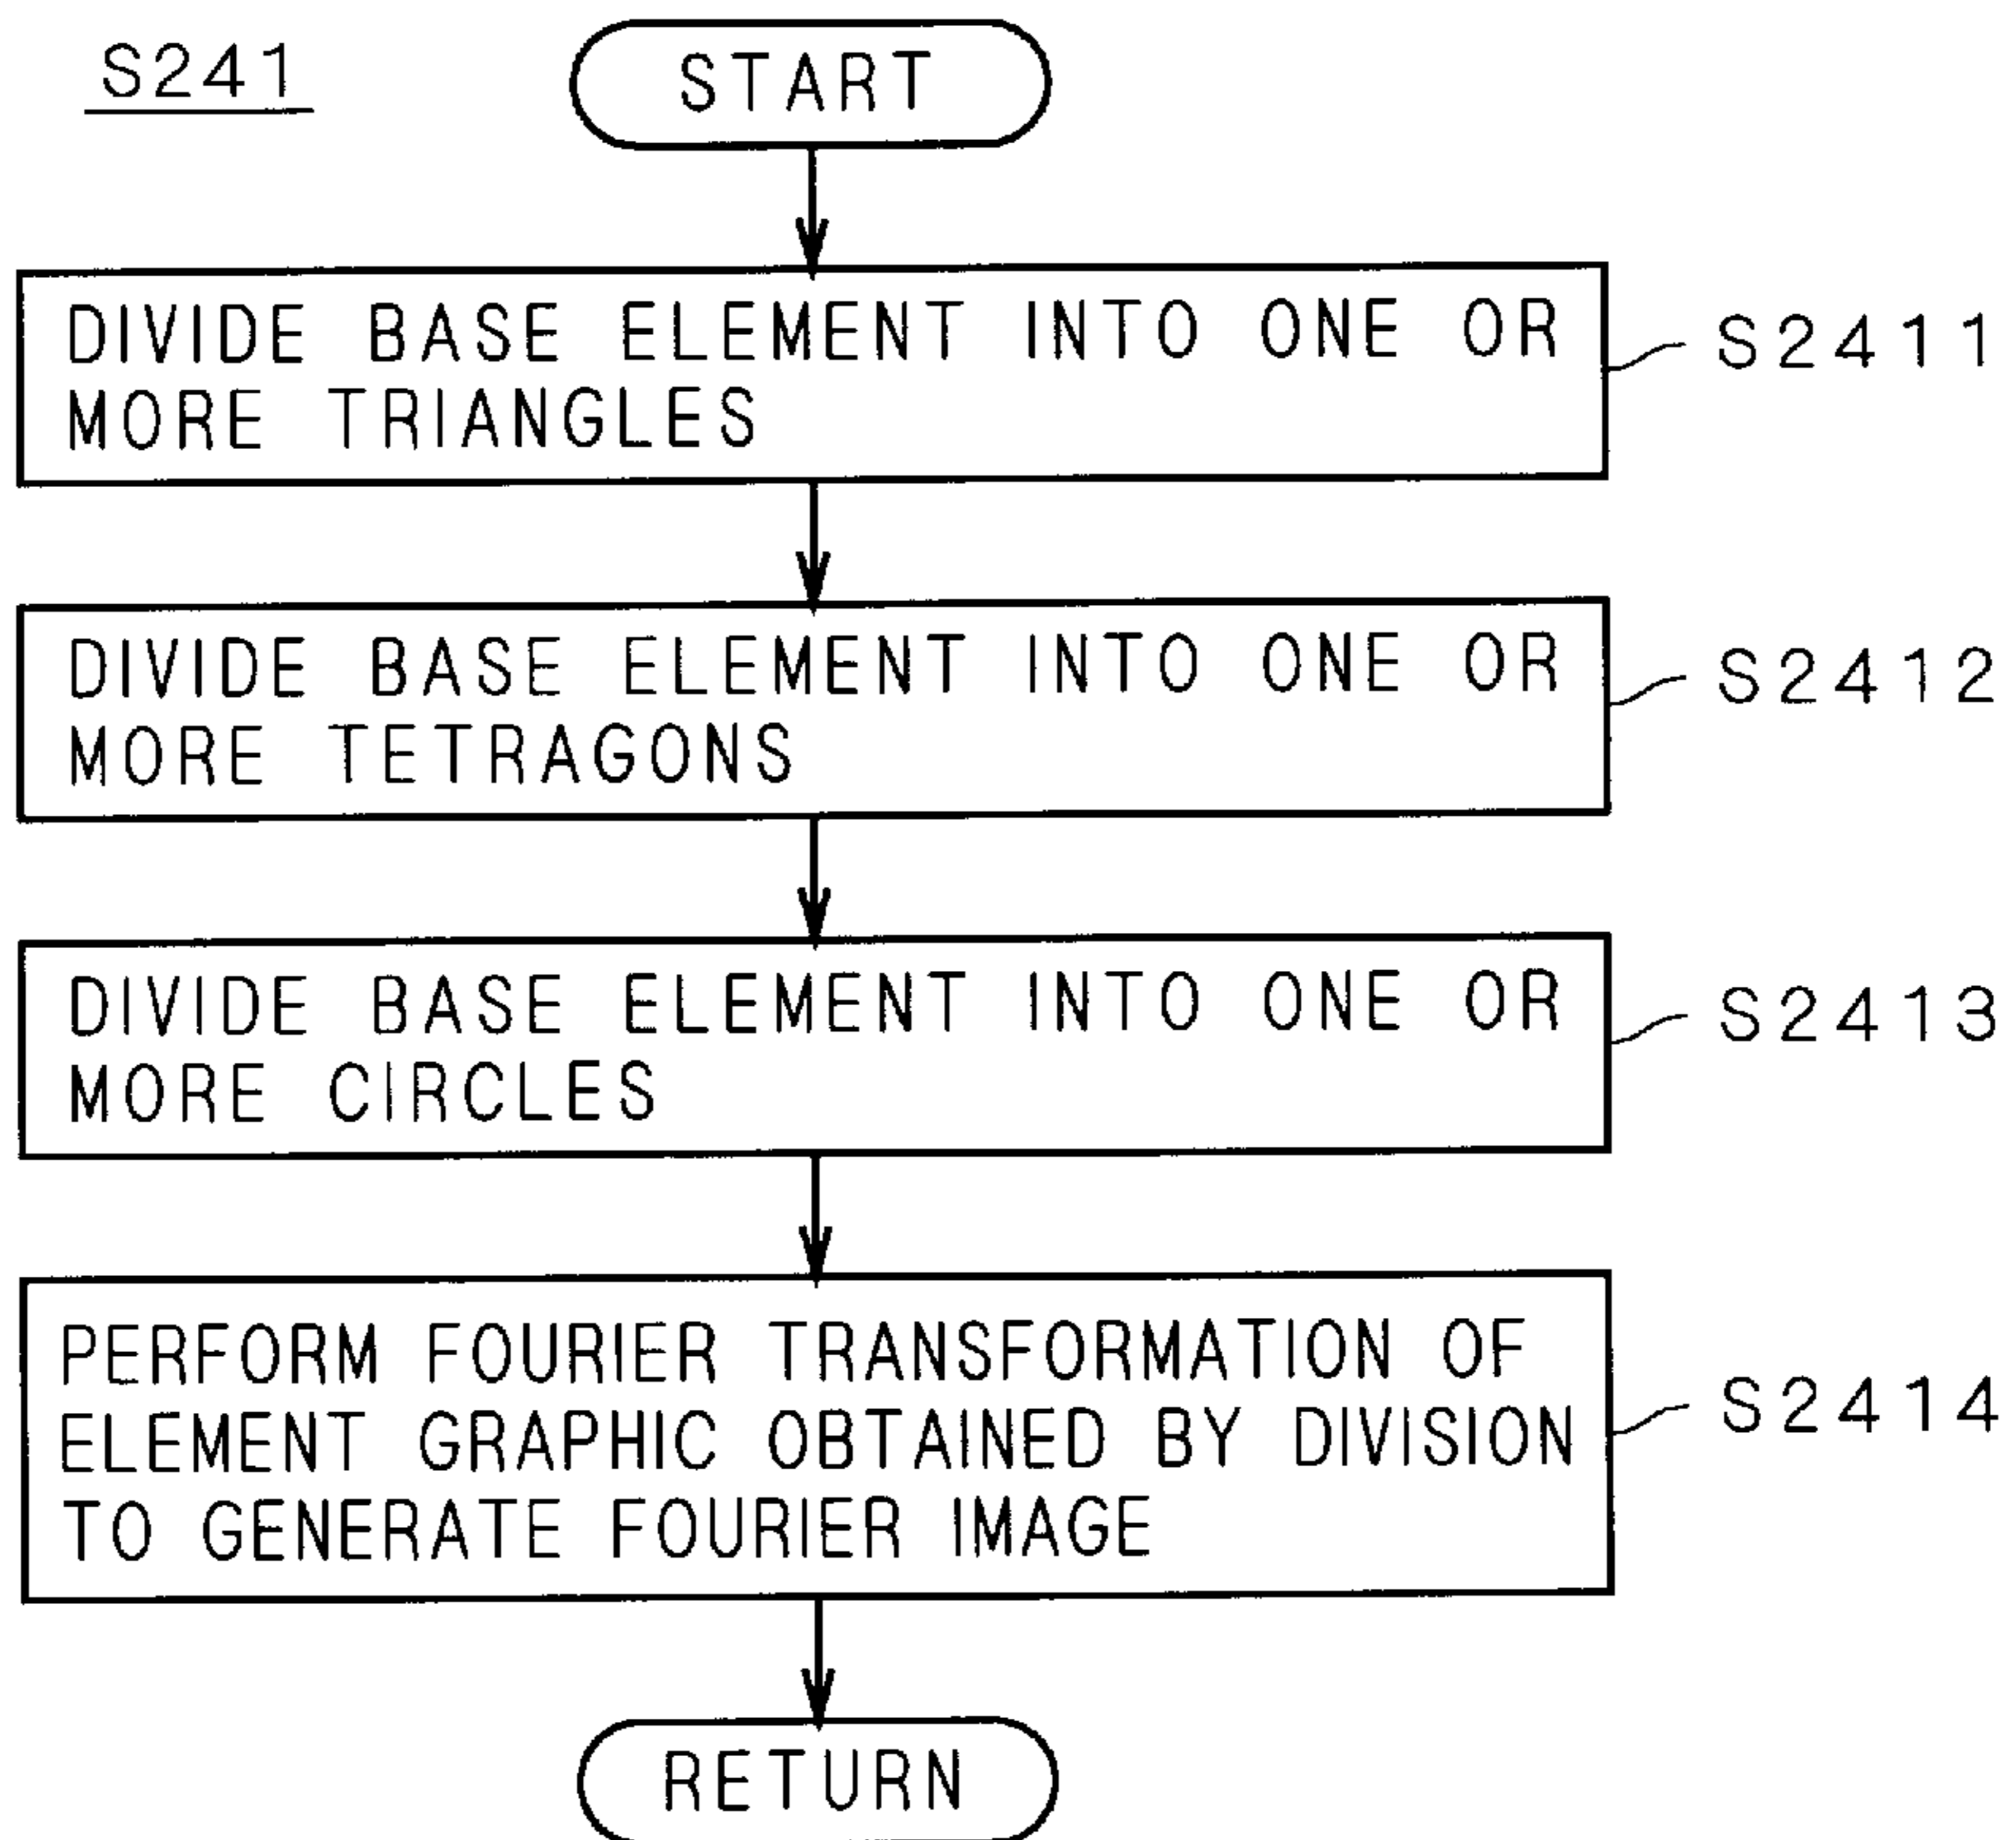 S241
START
DIVIDE BASE ELEMENT INTO ONE OR
MORE TRIANGLES
S2411
DIVIDE BASE ELEMENT INTO ONE OR
MORE TETRAGONS
S2412
DIVIDE BASE ELEMENT INTO ONE OR
MORE CIRCLES
S2413
PERFORM FOURIER TRANSFORMATION OF
ELEMENT GRAPHIC OBTAINED BY DIVISION
TO GENERATE FOURIER IMAGE
S2414
RETURN